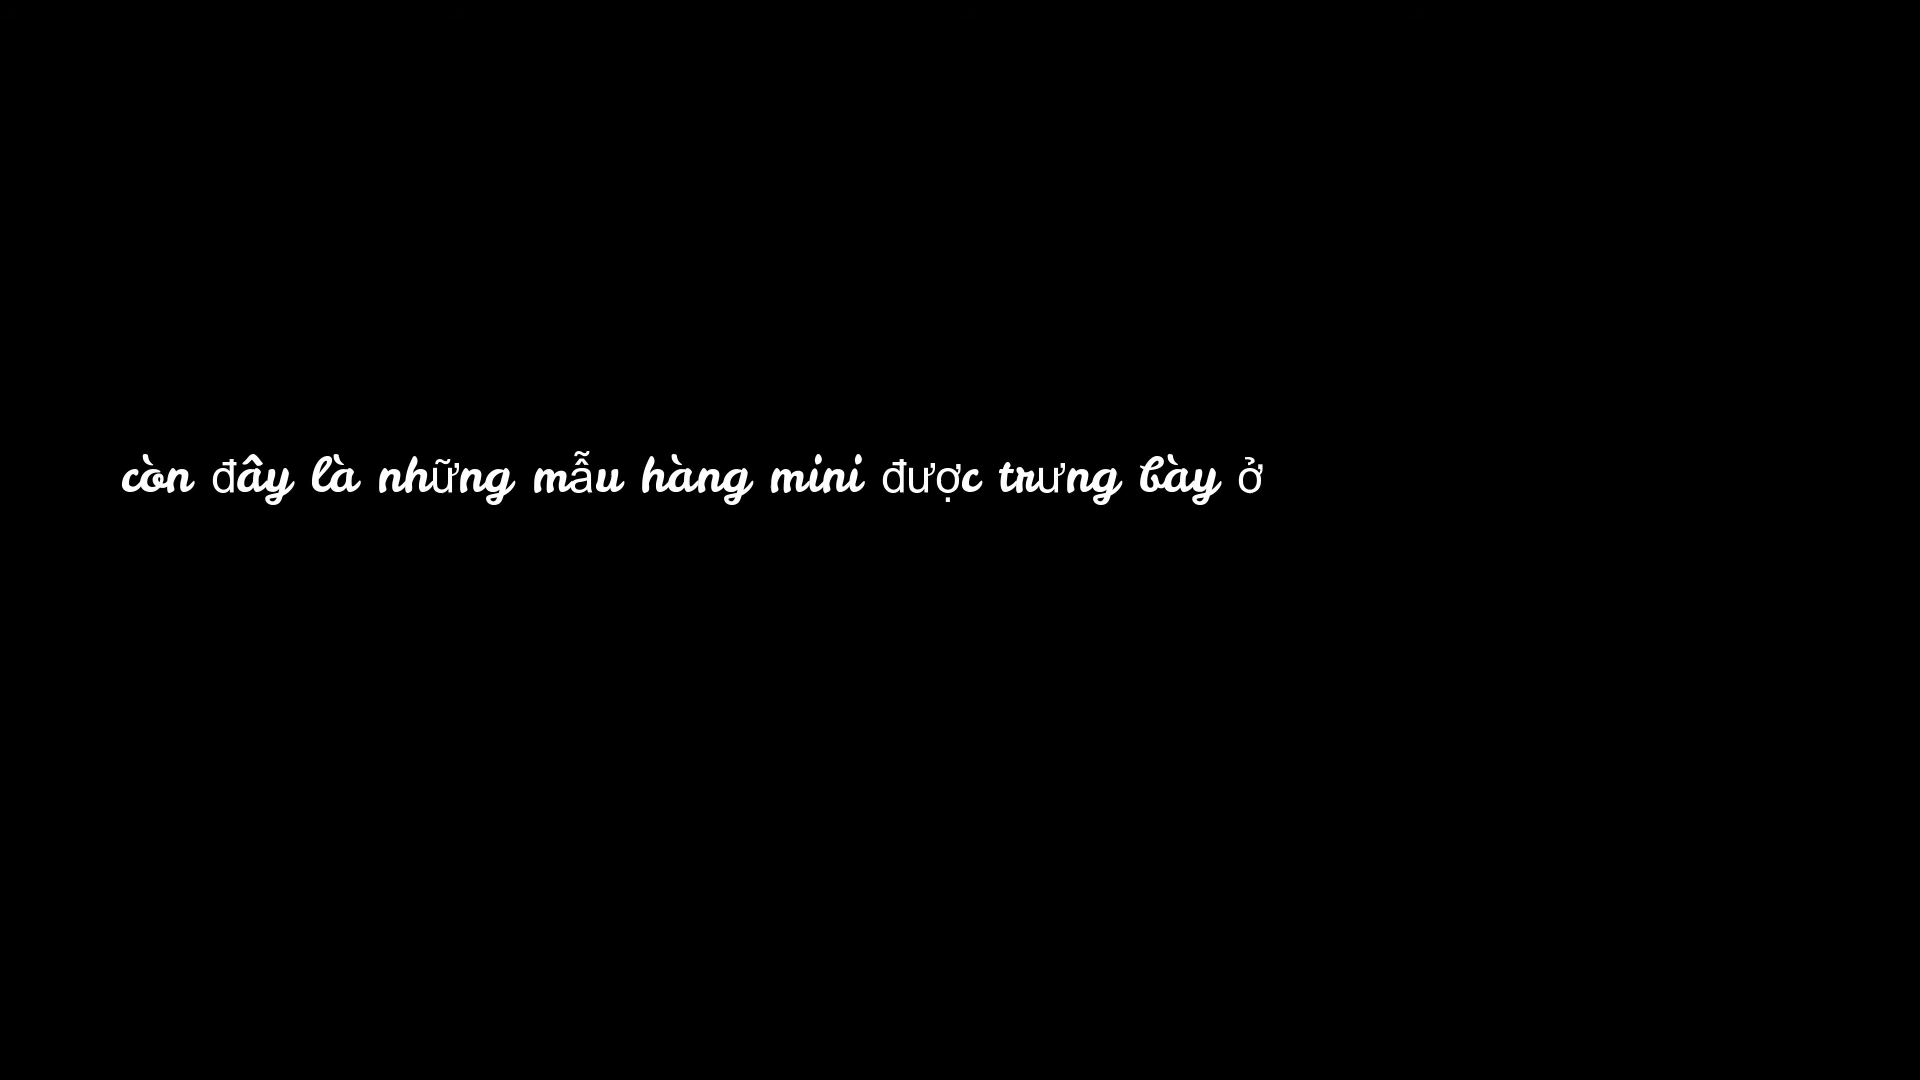 còn đây là những mẫu hàng mini được trưng bày ở